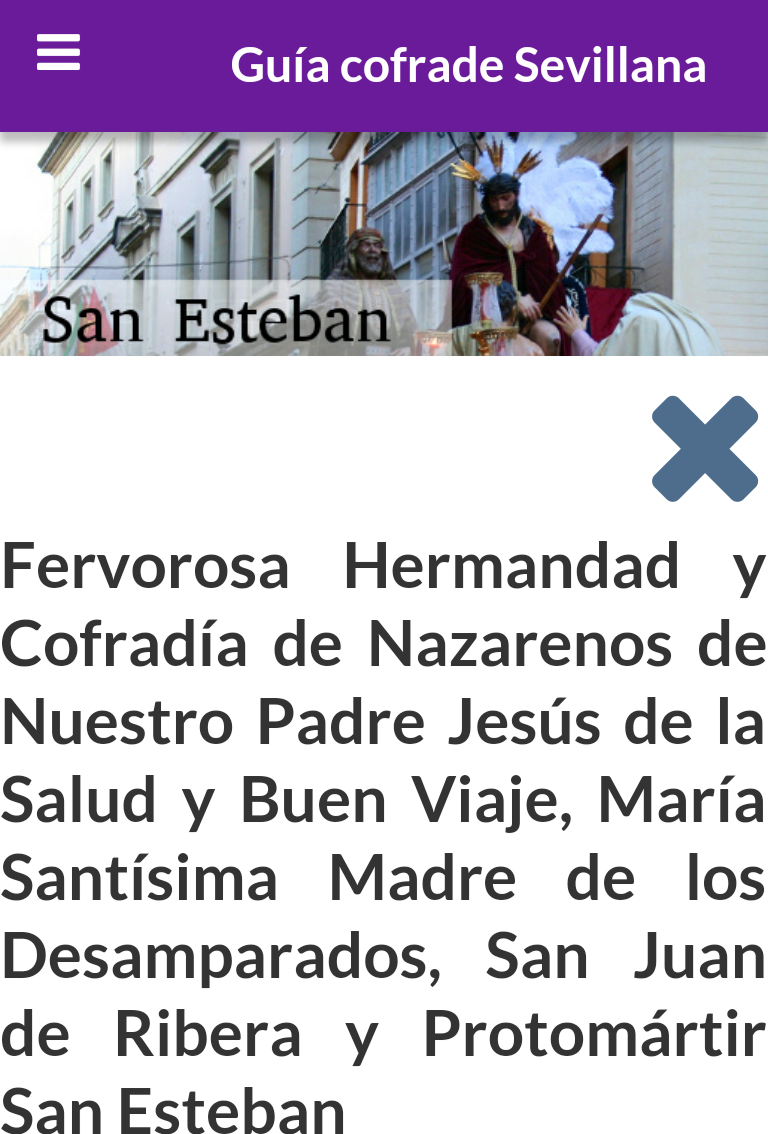 Guía cofrade Sevillana
San Esteban
Fervorosa Hermandad y
Cofradía de Nazarenos de
Nuestro Padre Jesús de la
Salud y Buen Viaje, María
Santísima Madre de los
Desamparados, San Juan
de Ribera y Protomártir
San Esteban